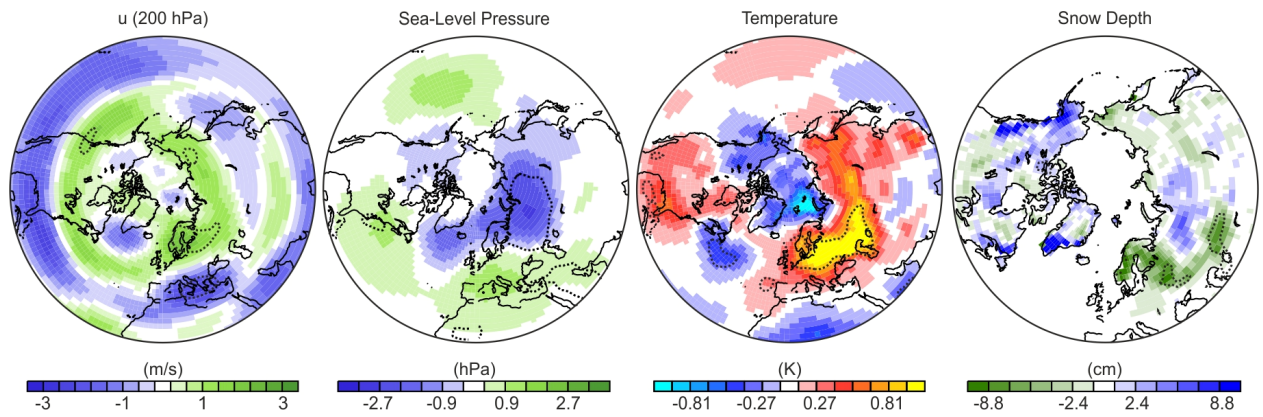 u (200 hPa) Sea-Level Pressure Temperature Snow Depth
(m/s) (hPa) (K) (cm)
-3 -1 1 3 -2.7 -0.9 0.9 2.7 -0.81 -0.27 0.27 0.81 -8.8 -2.4 2.4 8.8